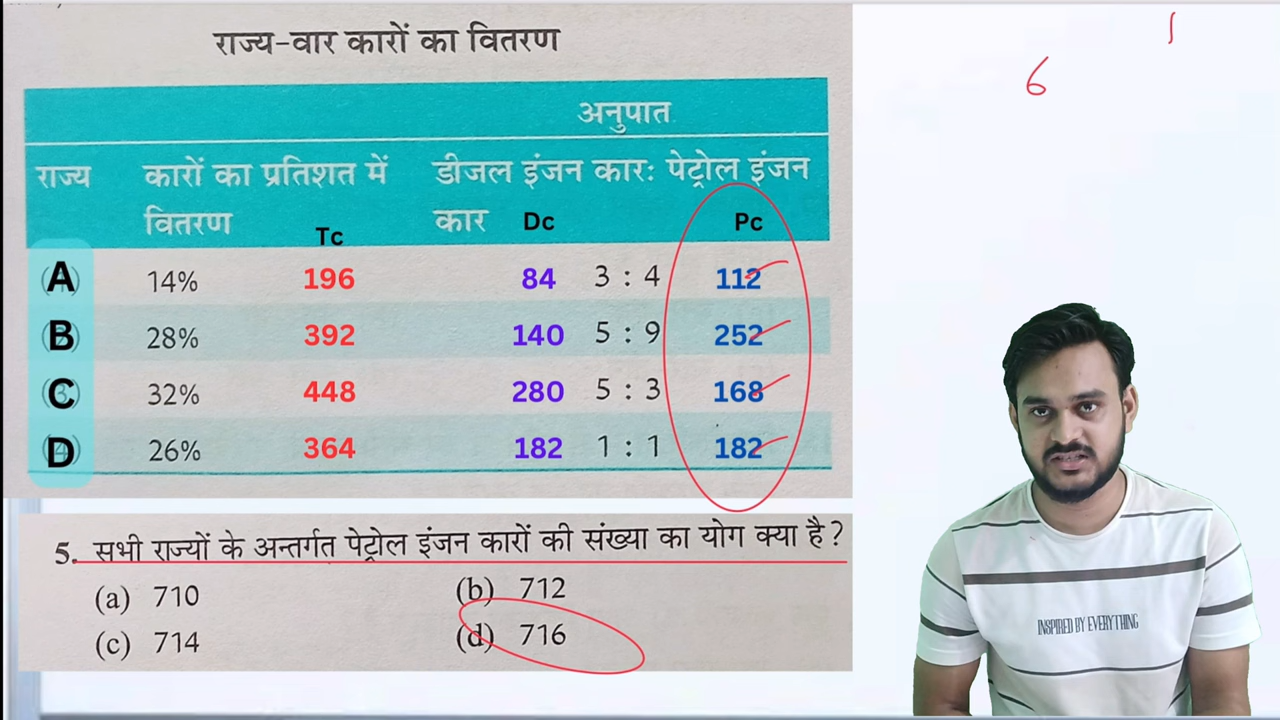 राज्य-वार कारों का वितरण
अनुपात
राज्य कारों का प्रतिशत में डीजल इंजन कार: पेट्रोल इंजन
वितरण Tc कार Dc Pc
A 14% 196 84 3 : 4 112
B 28% 392 140 5 : 9 252
C 32% 448 280 5 : 3 168
D 26% 364 182 1 : 1 182
5. सभी राज्यों के अन्तर्गत पेट्रोल इंजन कारों की संख्या का योग क्या है ?
(a) 710 (b) 712
(c) 714 (d) 716
6
INSPIRED BY EVERYTHING